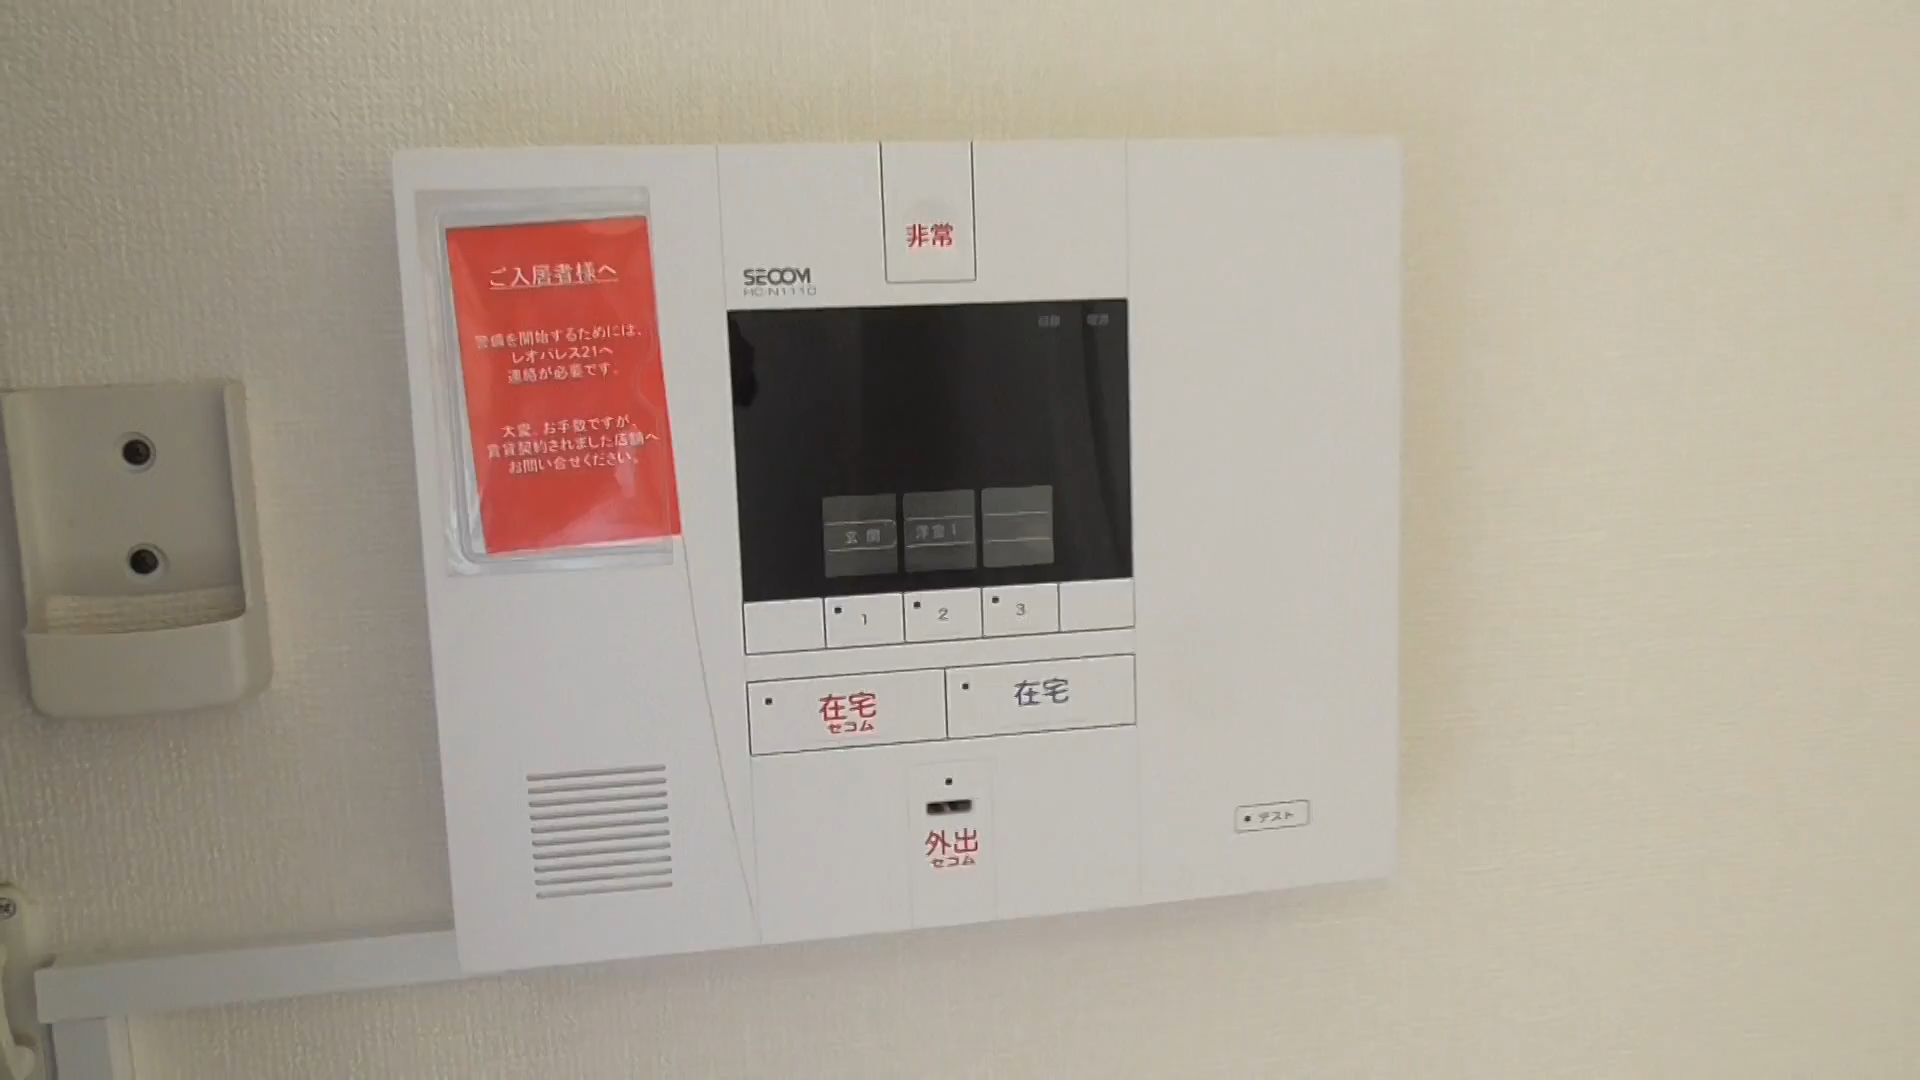 ご入居者様へ
警備を開始するためには、
レオパレス21へ
連絡が必要です。
大変、お手数ですが、
賃貸契約されました店舗へ
お問い合せください。
非常
SECOM
HC-N111D
玄関
洋室1
1
2
3
在宅
セコム
在宅
外出
セコム
テスト